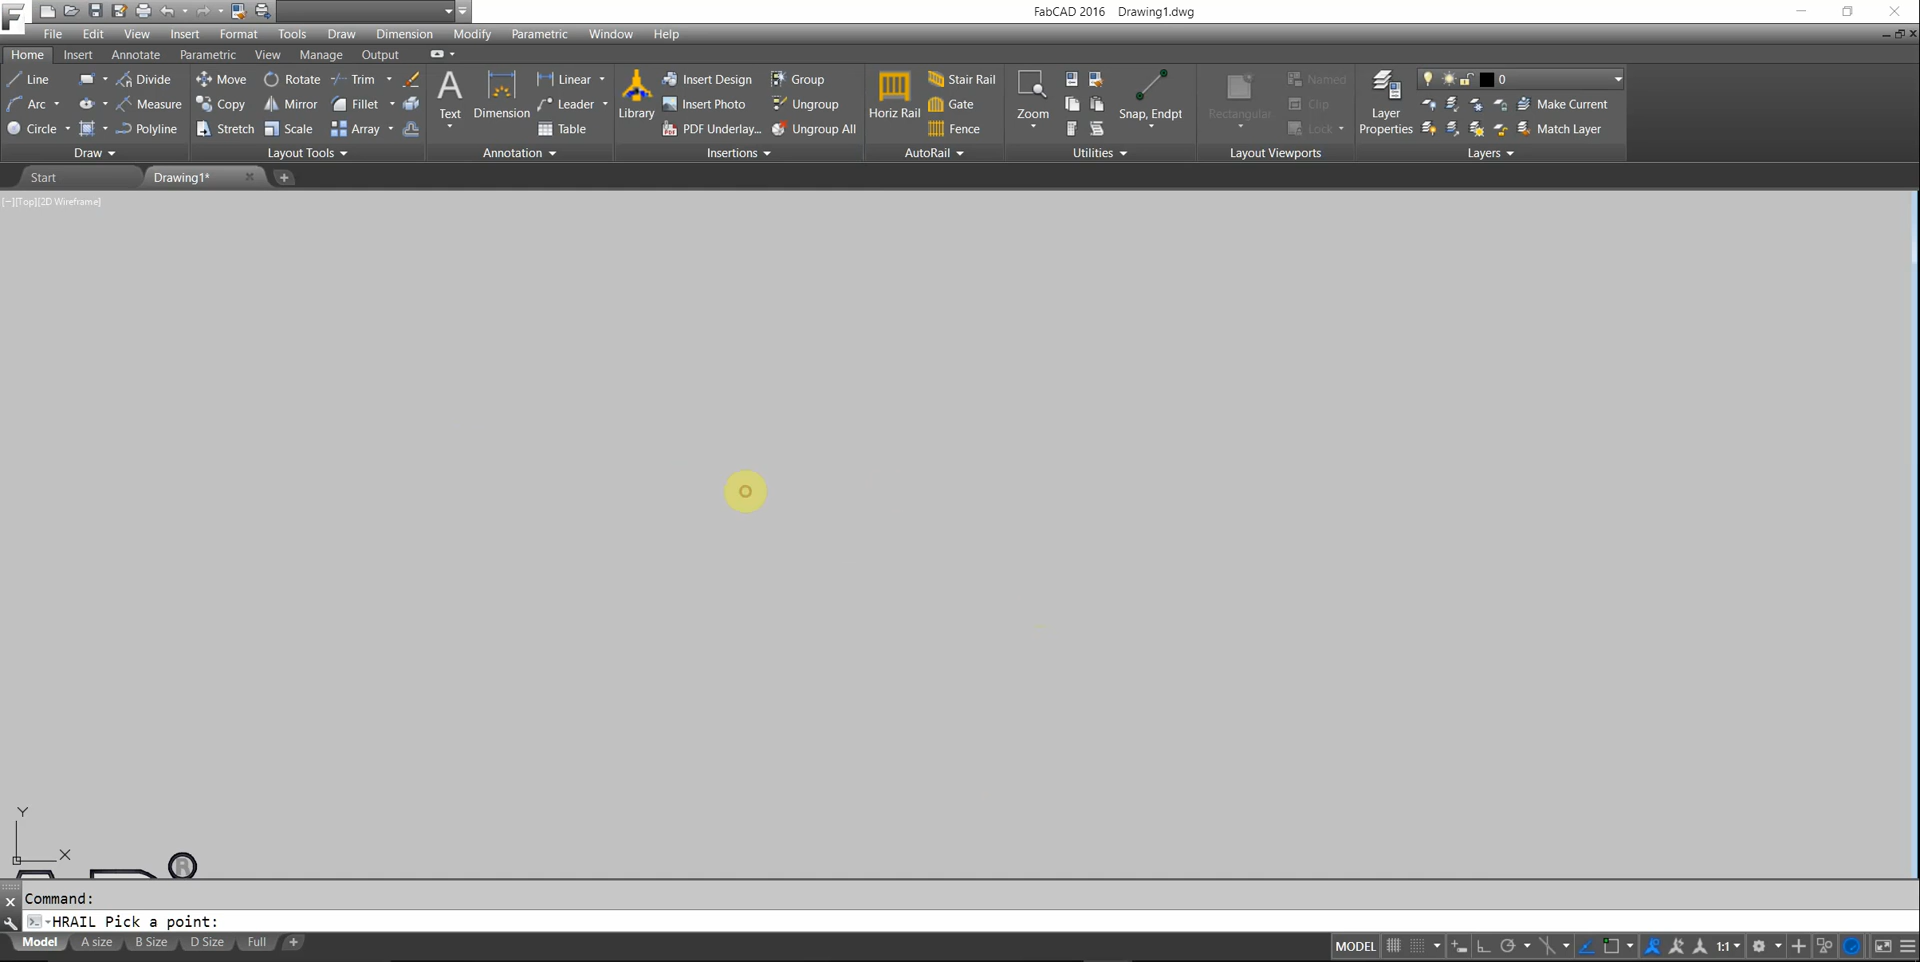 F FabCAD 2016 Drawing1.dwg
File Edit View Insert Format Tools Draw Dimension Modify Parametric Window Help
Home Insert Annotate Parametric View Manage Output
Line Divide Move Rotate Trim Linear Insert Design Group Stair Rail Named 0
Arc Measure Copy Mirror Fillet Leader Insert Photo Ungroup Gate Clip Make Current
Text Dimension Library Horiz Rail Zoom Snap, Endpt Rectangular Layer Properties
Circle Polyline Stretch Scale Array Table PDF Underlay... Ungroup All Fence Lock Match Layer
Draw Layout Tools Annotation Insertions AutoRail Utilities Layout Viewports Layers
Start Drawing1* +
[−][Top][2D Wireframe]
Y
X
R
Command:
HRAIL Pick a point:
Model A size B Size D Size Full + MODEL 1:1